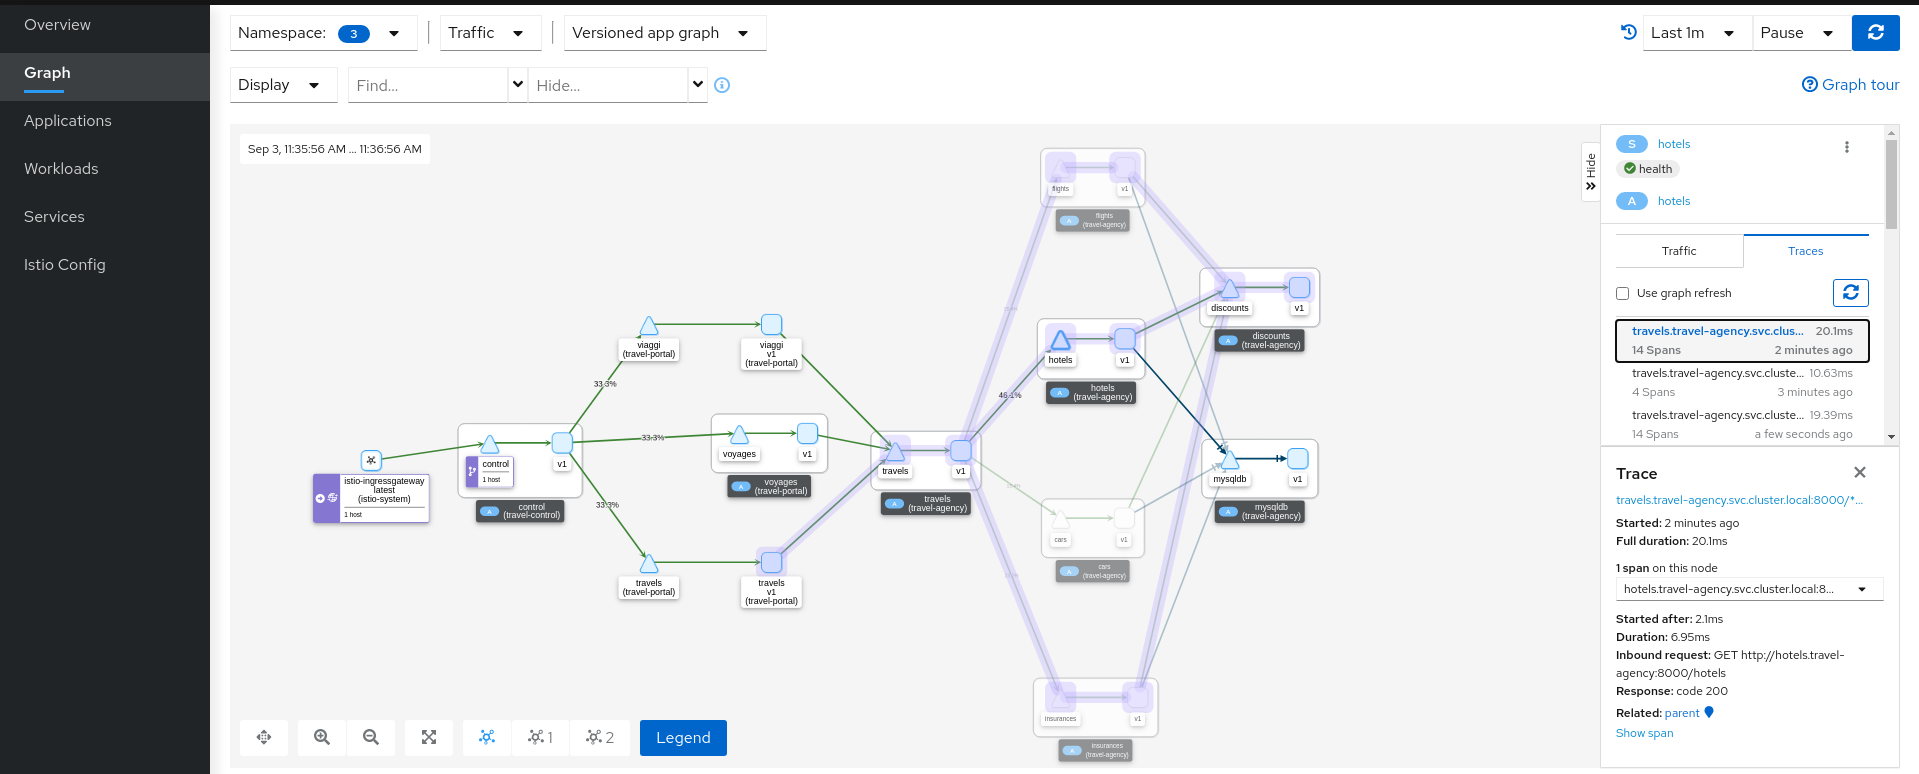 Overview
Graph
Applications
Workloads
Services
Istio Config
Namespace: 3
Traffic
Versioned app graph
Last 1m
Pause
Display
Find...
Hide...
Graph tour
Sep 3, 11:35:56 AM ... 11:36:56 AM
flights
v1
A
flights
(travel-agency)
viaggi
(travel-portal)
viaggi
v1
(travel-portal)
33.3%
istio-ingressgateway
latest
(istio-system)
1 host
control
1 host
v1
A
control
(travel-control)
33.3%
voyages
v1
A
voyages
(travel-portal)
33.3%
travels
(travel-portal)
travels
v1
(travel-portal)
travels
v1
A
travels
(travel-agency)
46.1%
hotels
v1
A
hotels
(travel-agency)
discounts
v1
A
discounts
(travel-agency)
mysqldb
v1
A
mysqldb
(travel-agency)
cars
v1
A
cars
(travel-agency)
insurances
v1
A
insurances
(travel-agency)
1
2
Legend
Hide
S hotels
health
A hotels
Traffic
Traces
Use graph refresh
travels.travel-agency.svc.clus... 20.1ms
14 Spans 2 minutes ago
travels.travel-agency.svc.cluste... 10.63ms
4 Spans 3 minutes ago
travels.travel-agency.svc.cluste... 19.39ms
14 Spans a few seconds ago
Trace
travels.travel-agency.svc.cluster.local:8000/*...
Started: 2 minutes ago
Full duration: 20.1ms
1 span on this node
hotels.travel-agency.svc.cluster.local:8...
Started after: 2.1ms
Duration: 6.95ms
Inbound request: GET http://hotels.travel-
agency:8000/hotels
Response: code 200
Related: parent
Show span